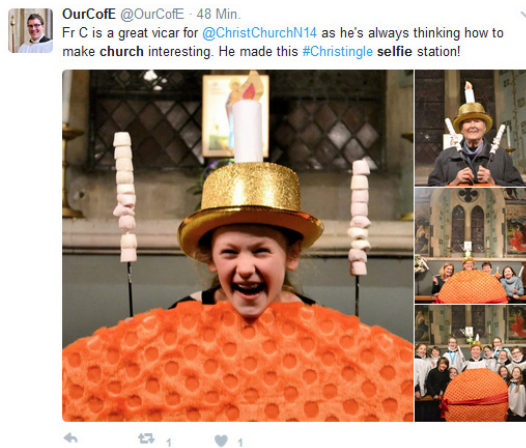 OurCofE @OurCofE · 48 Min.
Fr C is a great vicar for @ChristChurchN14 as he's always thinking how to
make church interesting. He made this #Christingle selfie station!
1 1